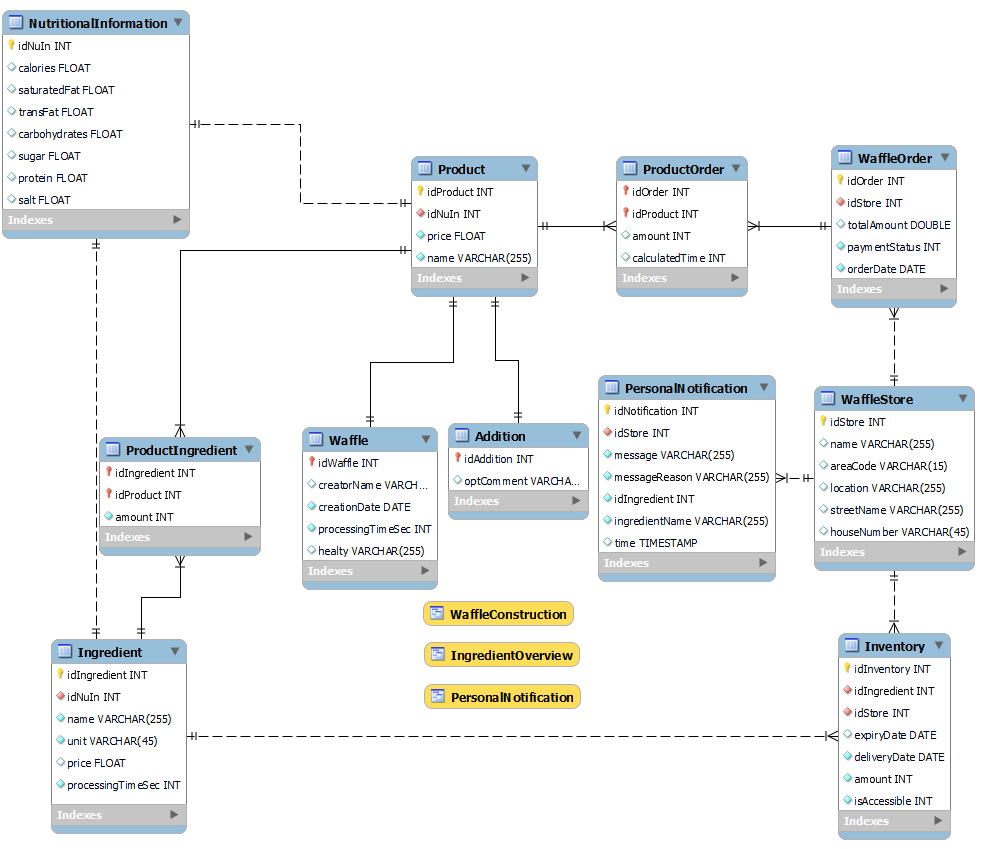 NutritionalInformation
idNuIn INT
calories FLOAT
saturatedFat FLOAT
transFat FLOAT
carbohydrates FLOAT
sugar FLOAT
protein FLOAT
salt FLOAT
Indexes
Product
idProduct INT
idNuIn INT
price FLOAT
name VARCHAR(255)
Indexes
ProductOrder
idOrder INT
idProduct INT
amount INT
calculatedTime INT
Indexes
WaffleOrder
idOrder INT
idStore INT
totalAmount DOUBLE
paymentStatus INT
orderDate DATE
Indexes
ProductIngredient
idIngredient INT
idProduct INT
amount INT
Indexes
Waffle
idWaffle INT
creatorName VARCH...
creationDate DATE
processingTimeSec INT
healty VARCHAR(255)
Indexes
Addition
idAddition INT
optComment VARCHA...
Indexes
PersonalNotification
idNotification INT
idStore INT
message VARCHAR(255)
messageReason VARCHAR(255)
idIngredient INT
ingredientName VARCHAR(255)
time TIMESTAMP
Indexes
WaffleStore
idStore INT
name VARCHAR(255)
areaCode VARCHAR(15)
location VARCHAR(255)
streetName VARCHAR(255)
houseNumber VARCHAR(45)
Indexes
WaffleConstruction
IngredientOverview
PersonalNotification
Ingredient
idIngredient INT
idNuIn INT
name VARCHAR(255)
unit VARCHAR(45)
price FLOAT
processingTimeSec INT
Indexes
Inventory
idInventory INT
idIngredient INT
idStore INT
expiryDate DATE
deliveryDate DATE
amount INT
isAccessible INT
Indexes